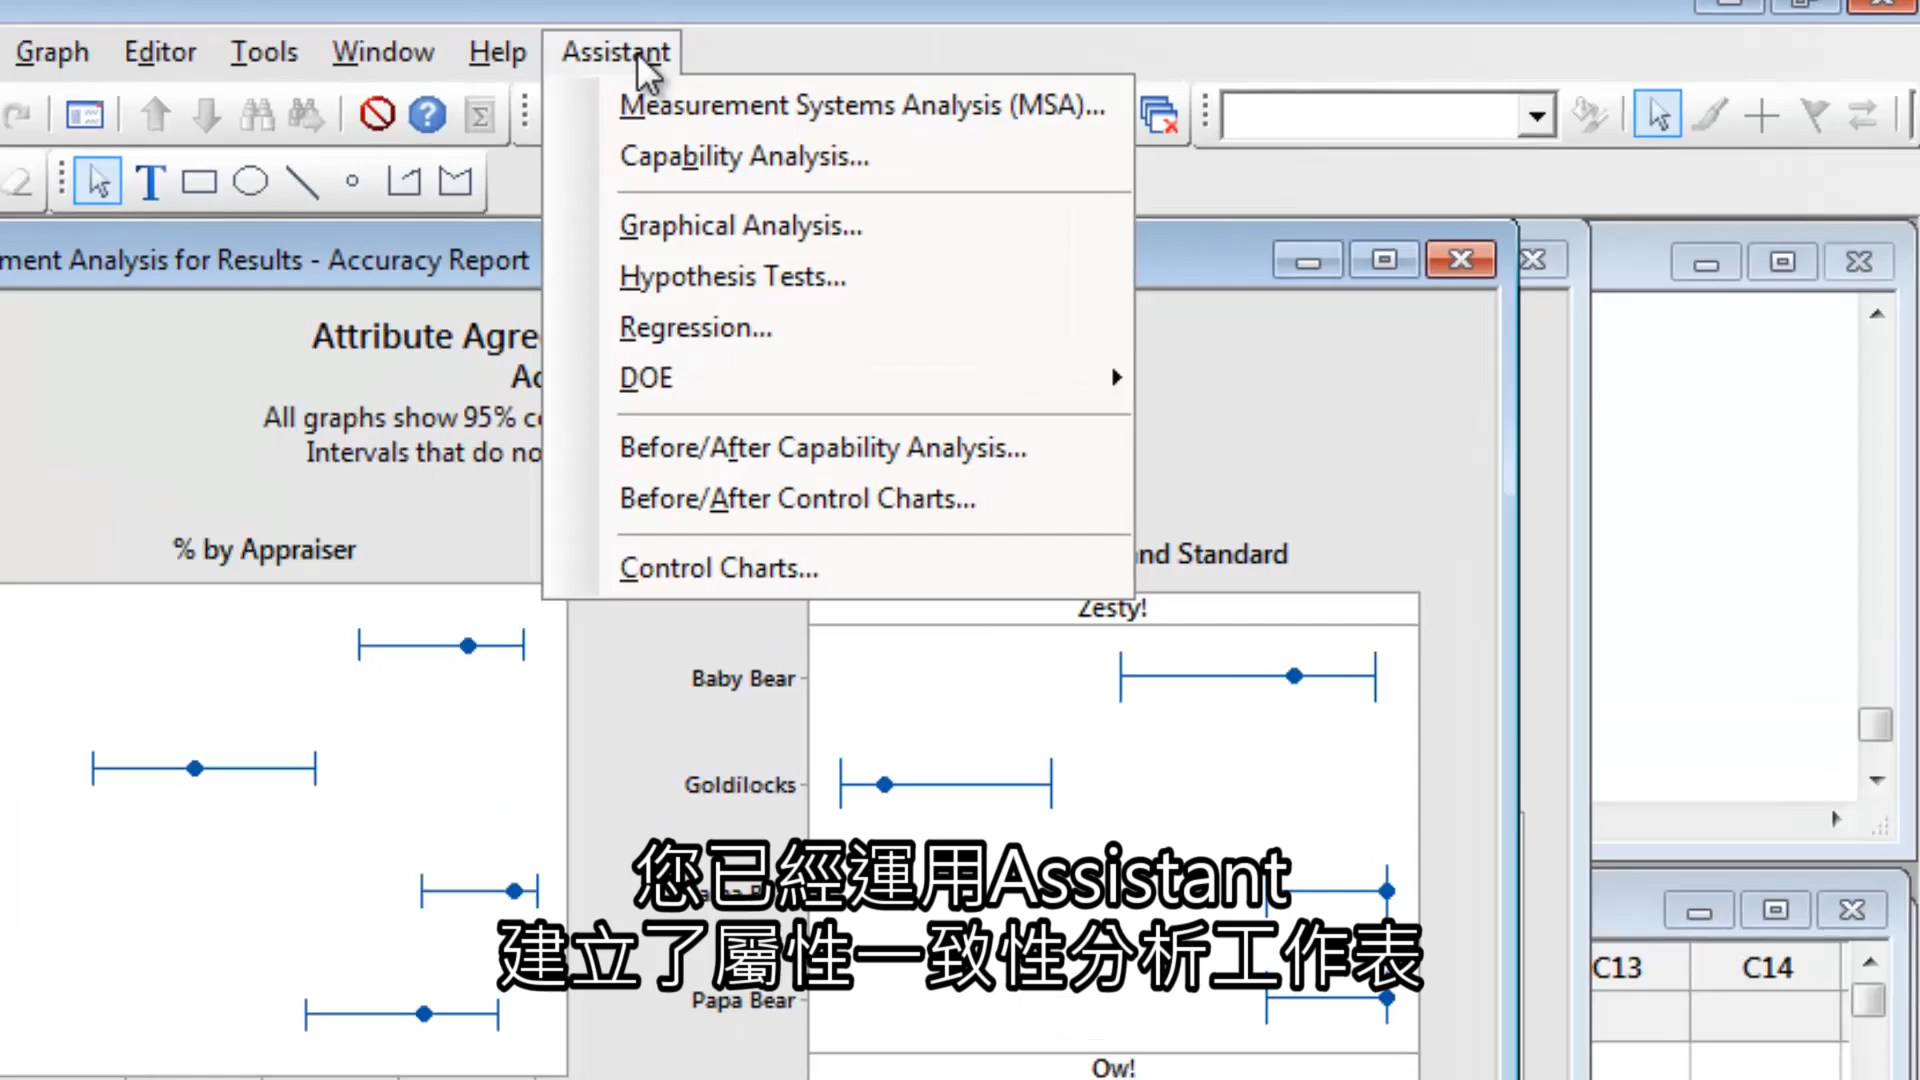 Graph Editor Tools Window Help Assistant
Measurement Systems Analysis (MSA)...
Capability Analysis...
Graphical Analysis...
Hypothesis Tests...
Regression...
DOE
Before/After Capability Analysis...
Before/After Control Charts...
Control Charts...
ment Analysis for Results - Accuracy Report
Attribute Agre
Ac
All graphs show 95% c
Intervals that do no
% by Appraiser
and Standard
Zesty!
Baby Bear
Goldilocks
您已經運用Assistant
建立了屬性一致性分析工作表
Papa Bear
Ow!
C13 C14